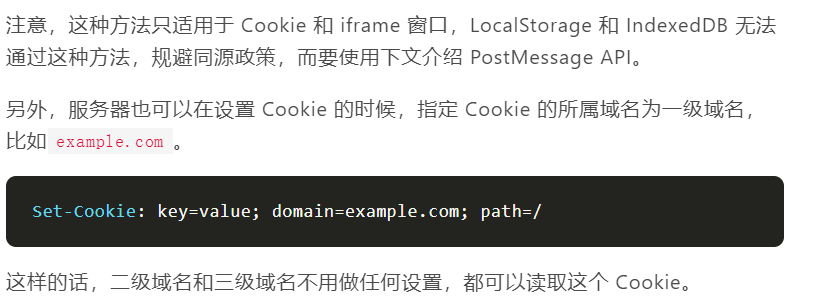 注意，这种方法只适用于 Cookie 和 iframe 窗口，LocalStorage 和 IndexedDB 无法
通过这种方法，规避同源政策，而要使用下文介绍 PostMessage API。
另外，服务器也可以在设置 Cookie 的时候，指定 Cookie 的所属域名为一级域名，
比如 example.com 。
Set-Cookie: key=value; domain=example.com; path=/
这样的话，二级域名和三级域名不用做任何设置，都可以读取这个 Cookie。